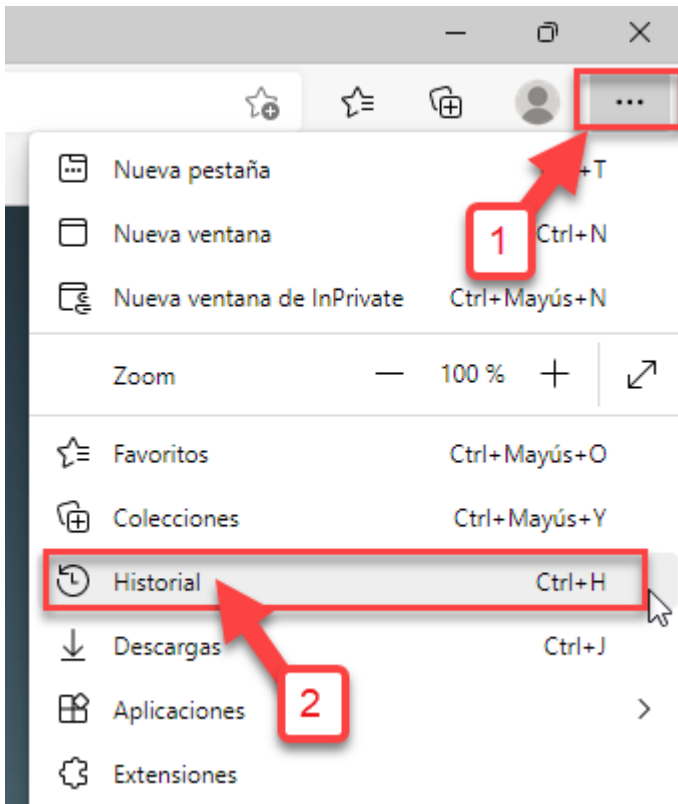 Nueva pestaña +T
1
Nueva ventana Ctrl+N
Nueva ventana de InPrivate Ctrl+Mayús+N
Zoom 100 %
Favoritos Ctrl+Mayús+O
Colecciones Ctrl+Mayús+Y
Historial Ctrl+H
Descargas Ctrl+J
2
Aplicaciones
Extensiones